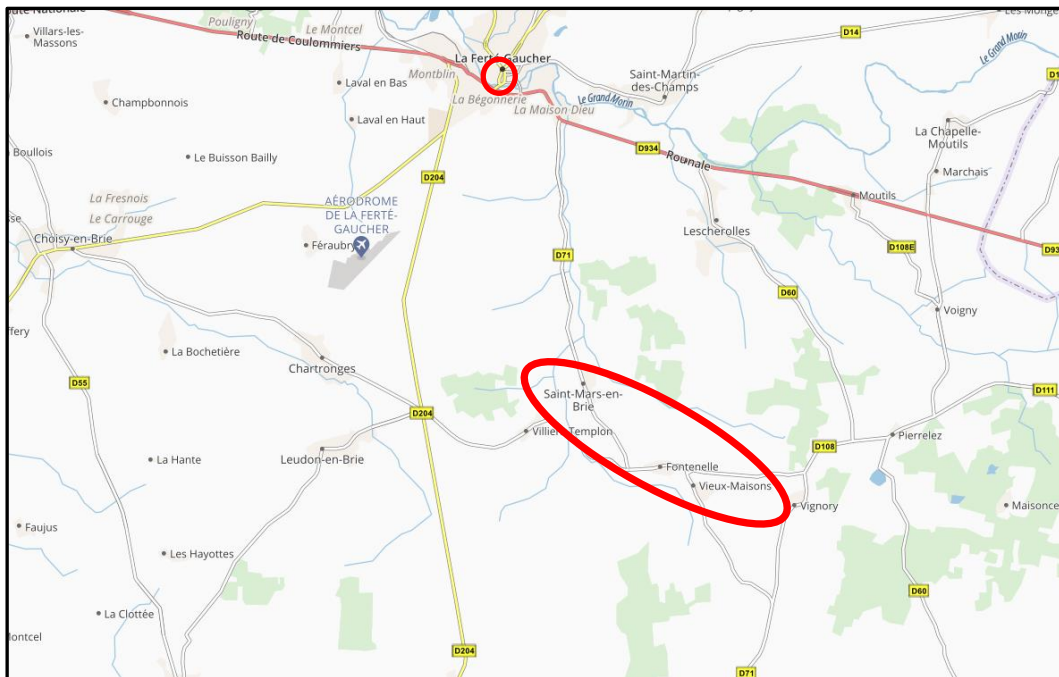 Route Nationale
Pouligny
Le Montcel
Villars-les-
Massons
Route de Coulommiers
D14
La Ferté-Gaucher
Montblin
Laval en Bas
Saint-Martin
des-Champs
Le Grand Morin
Champbonnois
La Bégonnerie
Le Grand Morin
La Maison Dieu
Laval en Haut
La Chapelle-
Moutils
Boullois
Le Buisson Bailly
D934
Rounale
Marchais
D204
La Fresnois
AÉRODROME
DE LA FERTÉ-
GAUCHER
Moutils
Le Carrouge
Lescherolles
Choisy-en-Brie
Féraubry
D71
D108E
D60
Voigny
ffery
La Bochetière
Chartronges
D55
Saint-Mars-en-
Brie
D111
D204
Villiers-Templon
Pierrelez
D108
La Hante
Leudon-en-Brie
Fontenelle
Vieux-Maisons
Vignory
Maisonce
Faujus
Les Hayottes
D60
La Clottée
ontcel
D204
D71